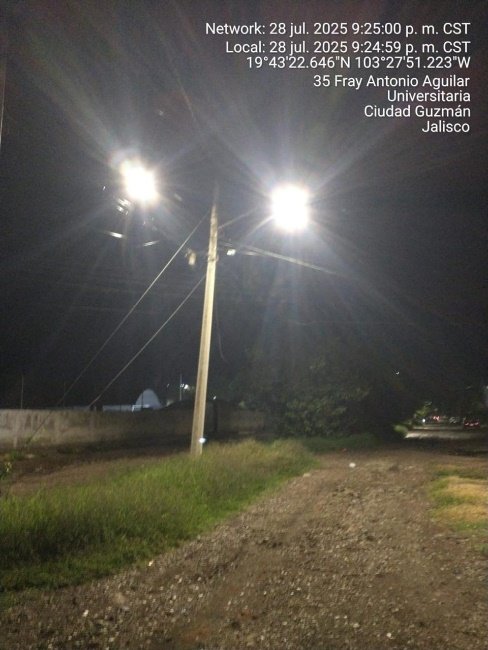 Network: 28 jul. 2025 9:25:00 p. m. CST
Local: 28 jul. 2025 9:24:59 p. m. CST
19°43'22.646"N 103°27'51.223"W
35 Fray Antonio Aguilar
Universitaria
Ciudad Guzmán
Jalisco